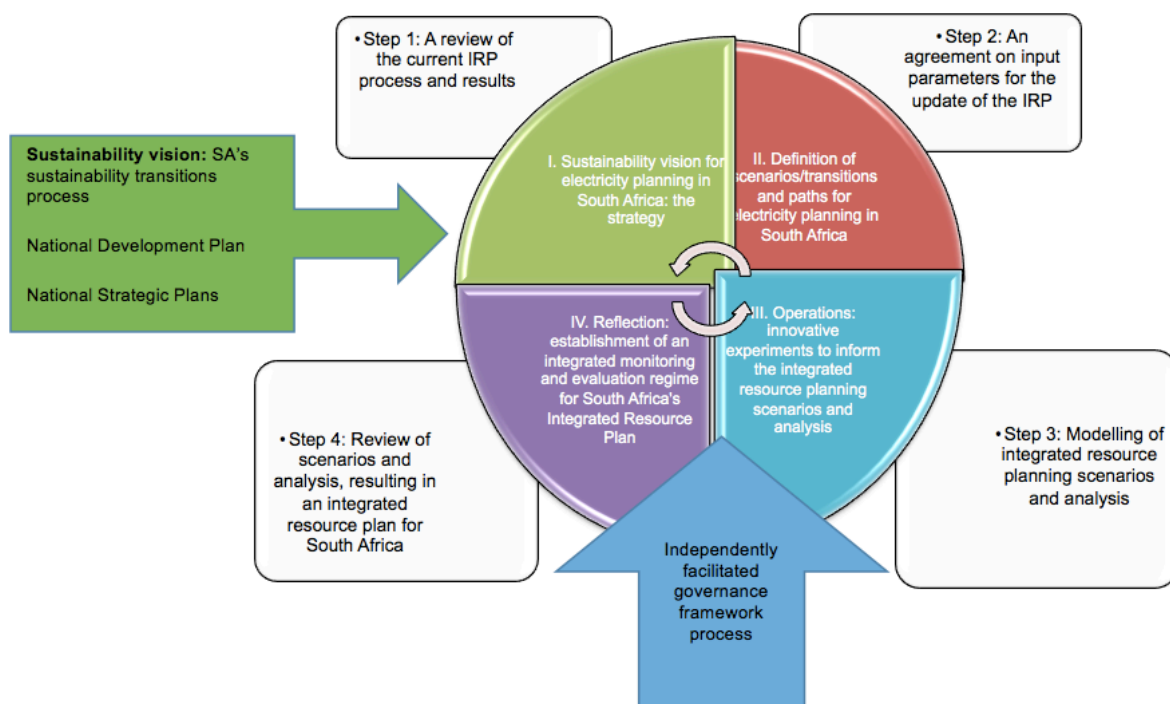 • Step 1: A review of
the current IRP
process and results
• Step 2: An
agreement on input
parameters for the
update of the IRP
Sustainability vision: SA's
sustainability transitions
process
National Development Plan
National Strategic Plans
I. Sustainability vision for
electricity planning in
South Africa: the
strategy
II. Definition of
scenarios/transitions
and paths for
electricity planning in
South Africa
IV. Reflection:
establishment of an
integrated monitoring
and evaluation regime
for South Africa's
Integrated Resource
Plan
III. Operations:
innovative
experiments to inform
the integrated
resource planning
scenarios and
analysis
• Step 4: Review of
scenarios and
analysis, resulting in
an integrated
resource plan for
South Africa
• Step 3: Modelling of
integrated resource
planning scenarios
and analysis
Independently
facilitated
governance
framework
process